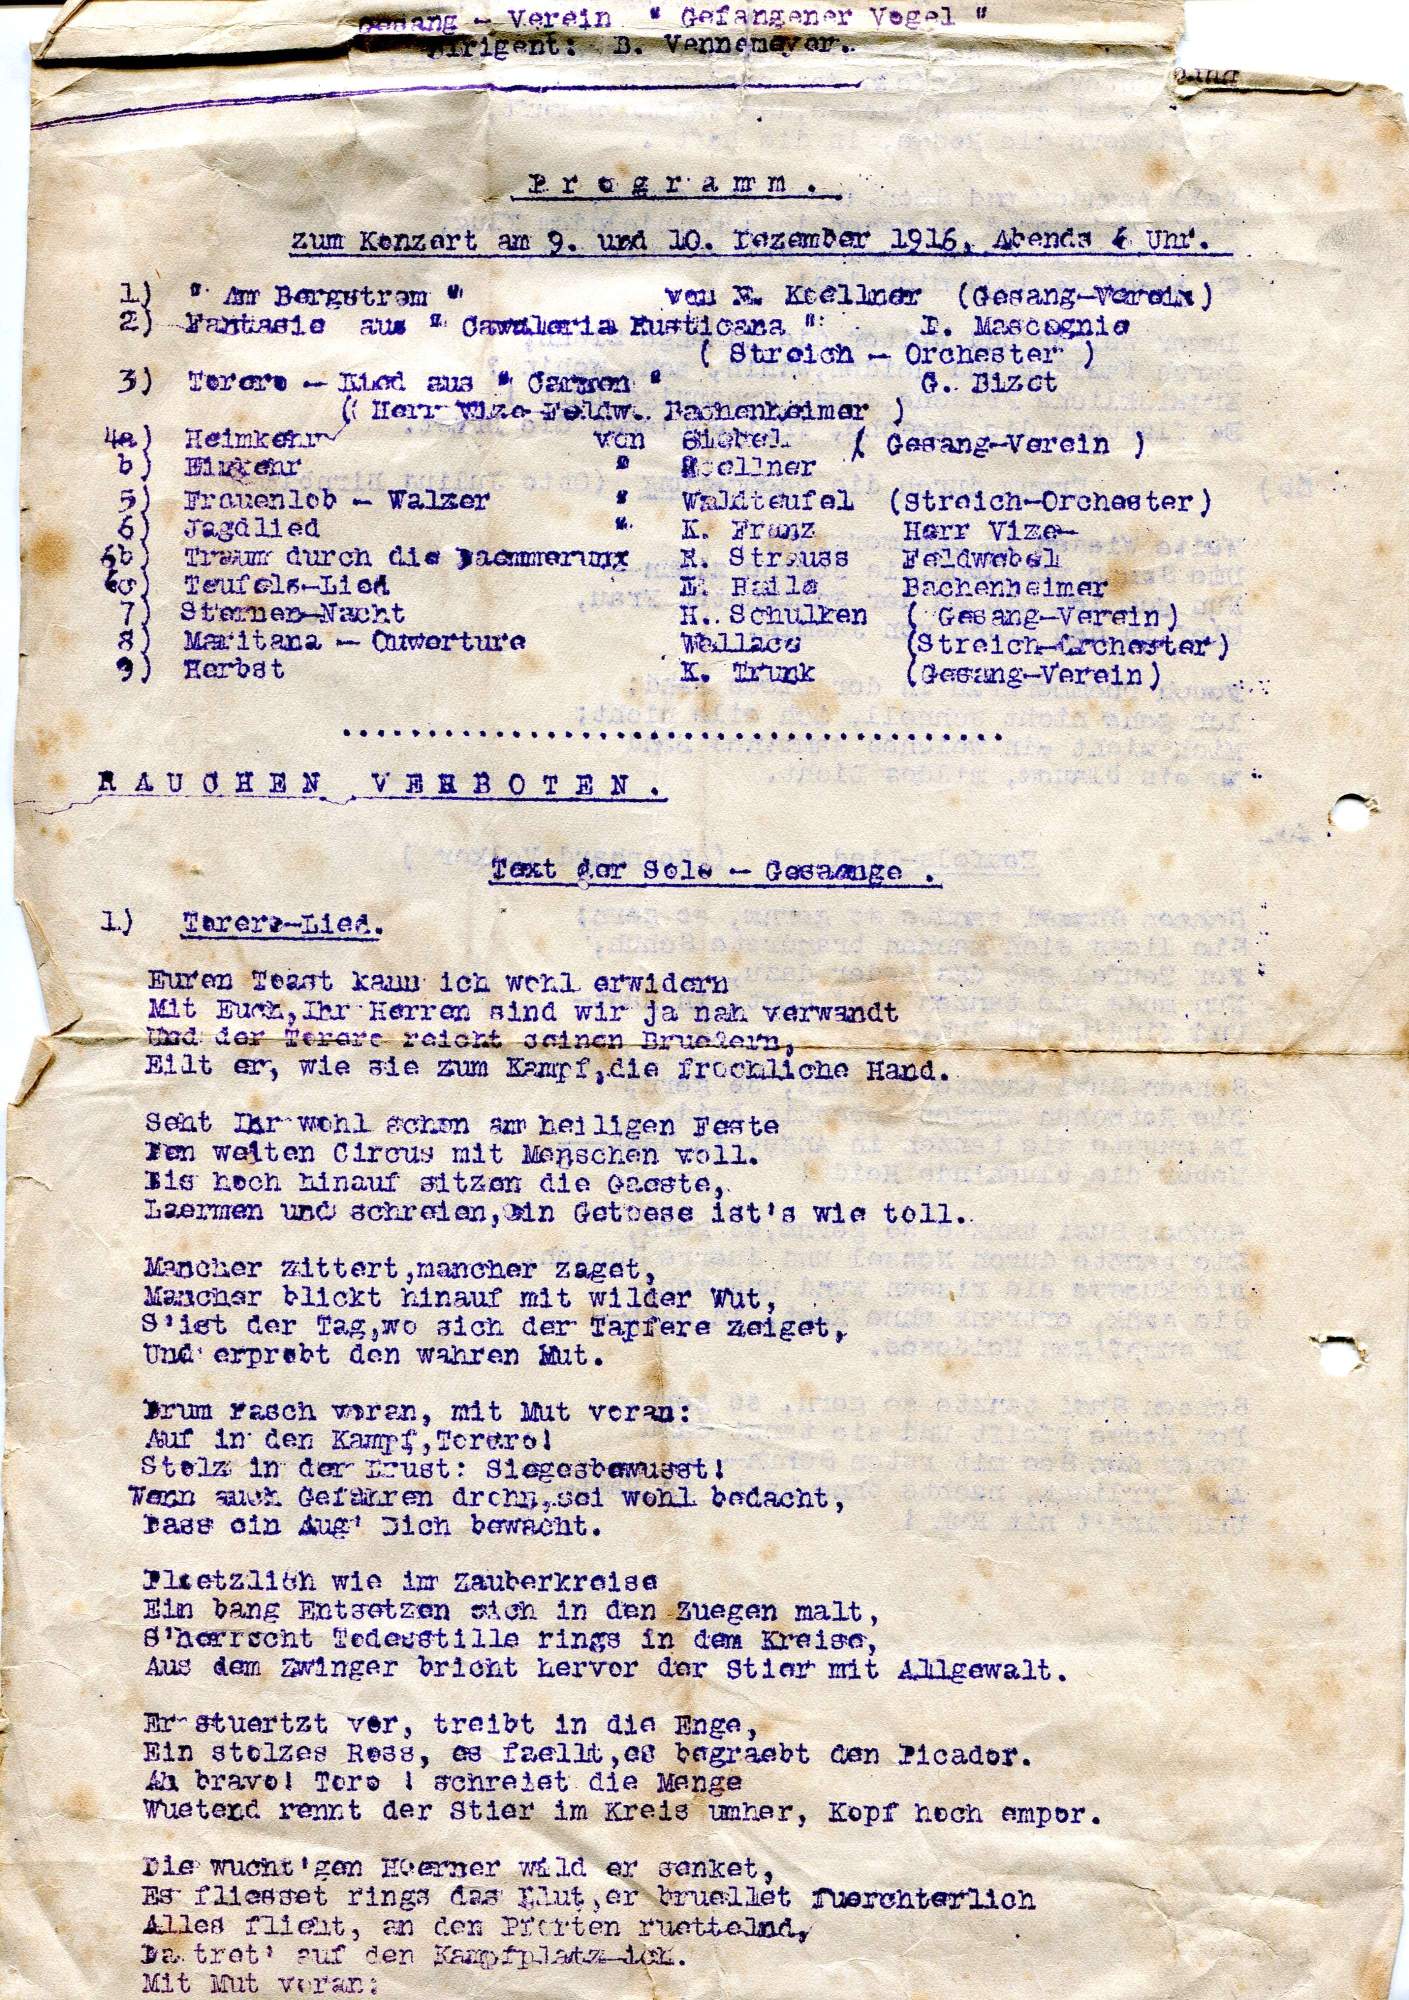 Gesang - Verein " Gefangener Vogel "
Dirigent: B. Vennemeyer.
Programm.
zum Konzert am 9. und 10. Dezember 1916, Abends 6 Uhr.
1) " Am Bergstrom " von E. Koellner (Gesang-Verein)
2) Fantasie aus " Cavaleria Rusticana " P. Mascognie
( Streich - Orchester )
3) Torero - Lied aus " Carmen " G. Bizet
( Herr Vize-Feldw. Bachenheimer )
4a) Heimkehr von Siebel ( Gesang-Verein )
b) Einkehr " Koellner
5) Frauenlob - Walzer " Waldteufel (Streich-Orchester)
6) Jagdlied " K. Franz Herr Vize-
6b) Traum durch die Daemmerung R. Strauss Feldwebel
6c) Teufels-Lied Haile Bachenheimer
7) Sternen-Nacht H. Schulken ( Gesang-Verein)
8) Maritana - Ouverture Wallace (Streich-Orchester)
9) Herbst K. Trunk (Gesang-Verein)
RAUCHEN VERBOTEN.
Text der Solo - Gesaenge .
1) Torero-Lied.
Euren Toast kann ich wohl erwidern
Mit Euch,Ihr Herren sind wir ja nah verwandt
Und der Torero reicht seinen Bruedern,
Eilt er, wie sie zum Kampf,die froehliche Hand.
Seht Ihr wohl schon am heiligen Feste
Den weiten Circus mit Menschen voll.
Bis hoch hinauf sitzen die Gaeste,
Laermen und schreien,ein Getoese ist's wie toll.
Mancher zittert,mancher zaget,
Mancher blickt hinauf mit wilder Wut,
S'ist der Tag,wo sich der Tapfere zeiget,
Und erprobt den wahren Mut.
Drum rasch voran, mit Mut voran:
Auf in den Kampf,Torero!
Stolz in der Brust: Siegesbewusst!
Wenn auch Gefahren drohn,sei wohl bedacht,
Dass ein Aug' Dich bewacht.
Ploetzlich wie im Zauberkreise
Ein bang Entsetzen sich in den Zuegen malt,
S'herrscht Todesstille rings in dem Kreise,
Aus dem Zwinger bricht hervor der Stier mit Allgewalt.
Er stuertzt vor, treibt in die Enge,
Ein stolzes Ross, es faellt,es begraebt den Picador.
Ah bravo! Toro ! schreiet die Menge
Wuetend rennt der Stier im Kreis umher, Kopf hoch empor.
Die wucht'gen Hoerner wild er senket,
Es fliesset rings das Blut,er bruellet fuerchterlich
Alles flieht, an den Pforten ruettelnd,
Da tret' auf den Kampfplatz ich.
Mit Mut voran: